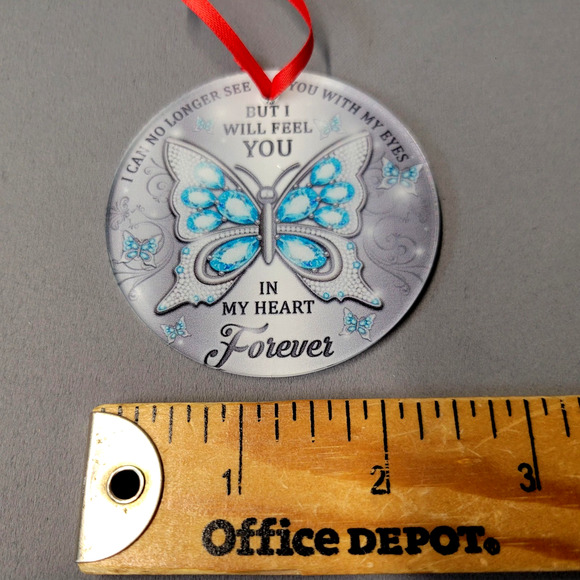 I CAN NO LONGER SEE YOU WITH MY EYES
BUT I
WILL FEEL
YOU
IN
MY HEART
Forever
1 2 3
Office DEPOT®